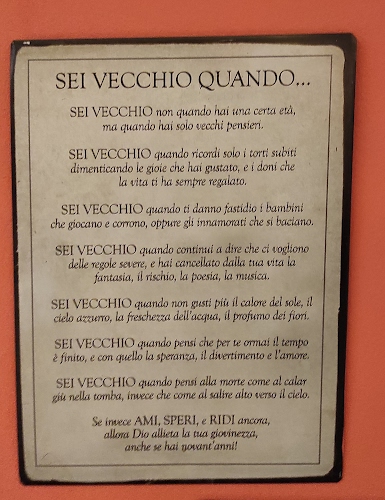 SEI VECCHIO QUANDO...
SEI VECCHIO non quando hai una certa età,
ma quando hai solo vecchi pensieri.
SEI VECCHIO quando ricordi solo i torti subiti
dimenticando le gioie che hai gustato, e i doni che
la vita ti ha sempre regalato.
SEI VECCHIO quando ti danno fastidio i bambini
che giocano e corrono, oppure gli innamorati che si baciano.
SEI VECCHIO quando continui a dire che ci vogliono
delle regole severe, e hai cancellato dalla tua vita la
fantasia, il rischio, la poesia, la musica.
SEI VECCHIO quando non gusti più il calore del sole, il
cielo azzurro, la freschezza dell'acqua, il profumo dei fiori.
SEI VECCHIO quando pensi che per te ormai il tempo
è finito, e con quello la speranza, il divertimento e l'amore.
SEI VECCHIO quando pensi alla morte come al calar
giù nella tomba, invece che come al salire alto verso il cielo.
Se invece AMI, SPERI, e RIDI ancora,
allora Dio allieta la tua giovinezza,
anche se hai novant'anni!